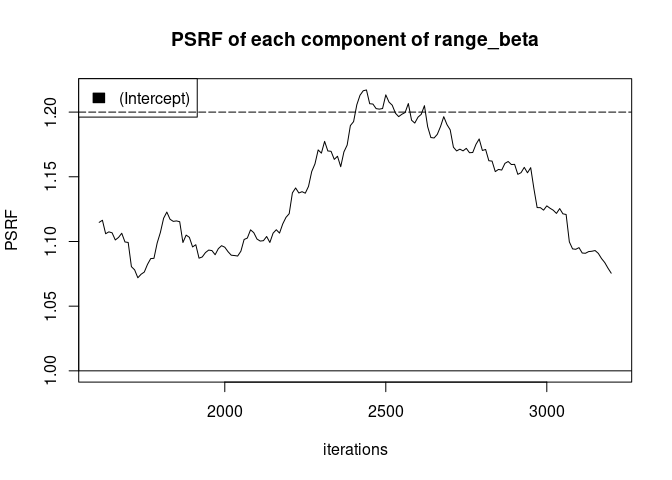 PSRF of each component of range_beta
(Intercept)
PSRF
1.20
1.15
1.10
1.05
1.00
2000 2500 3000
iterations